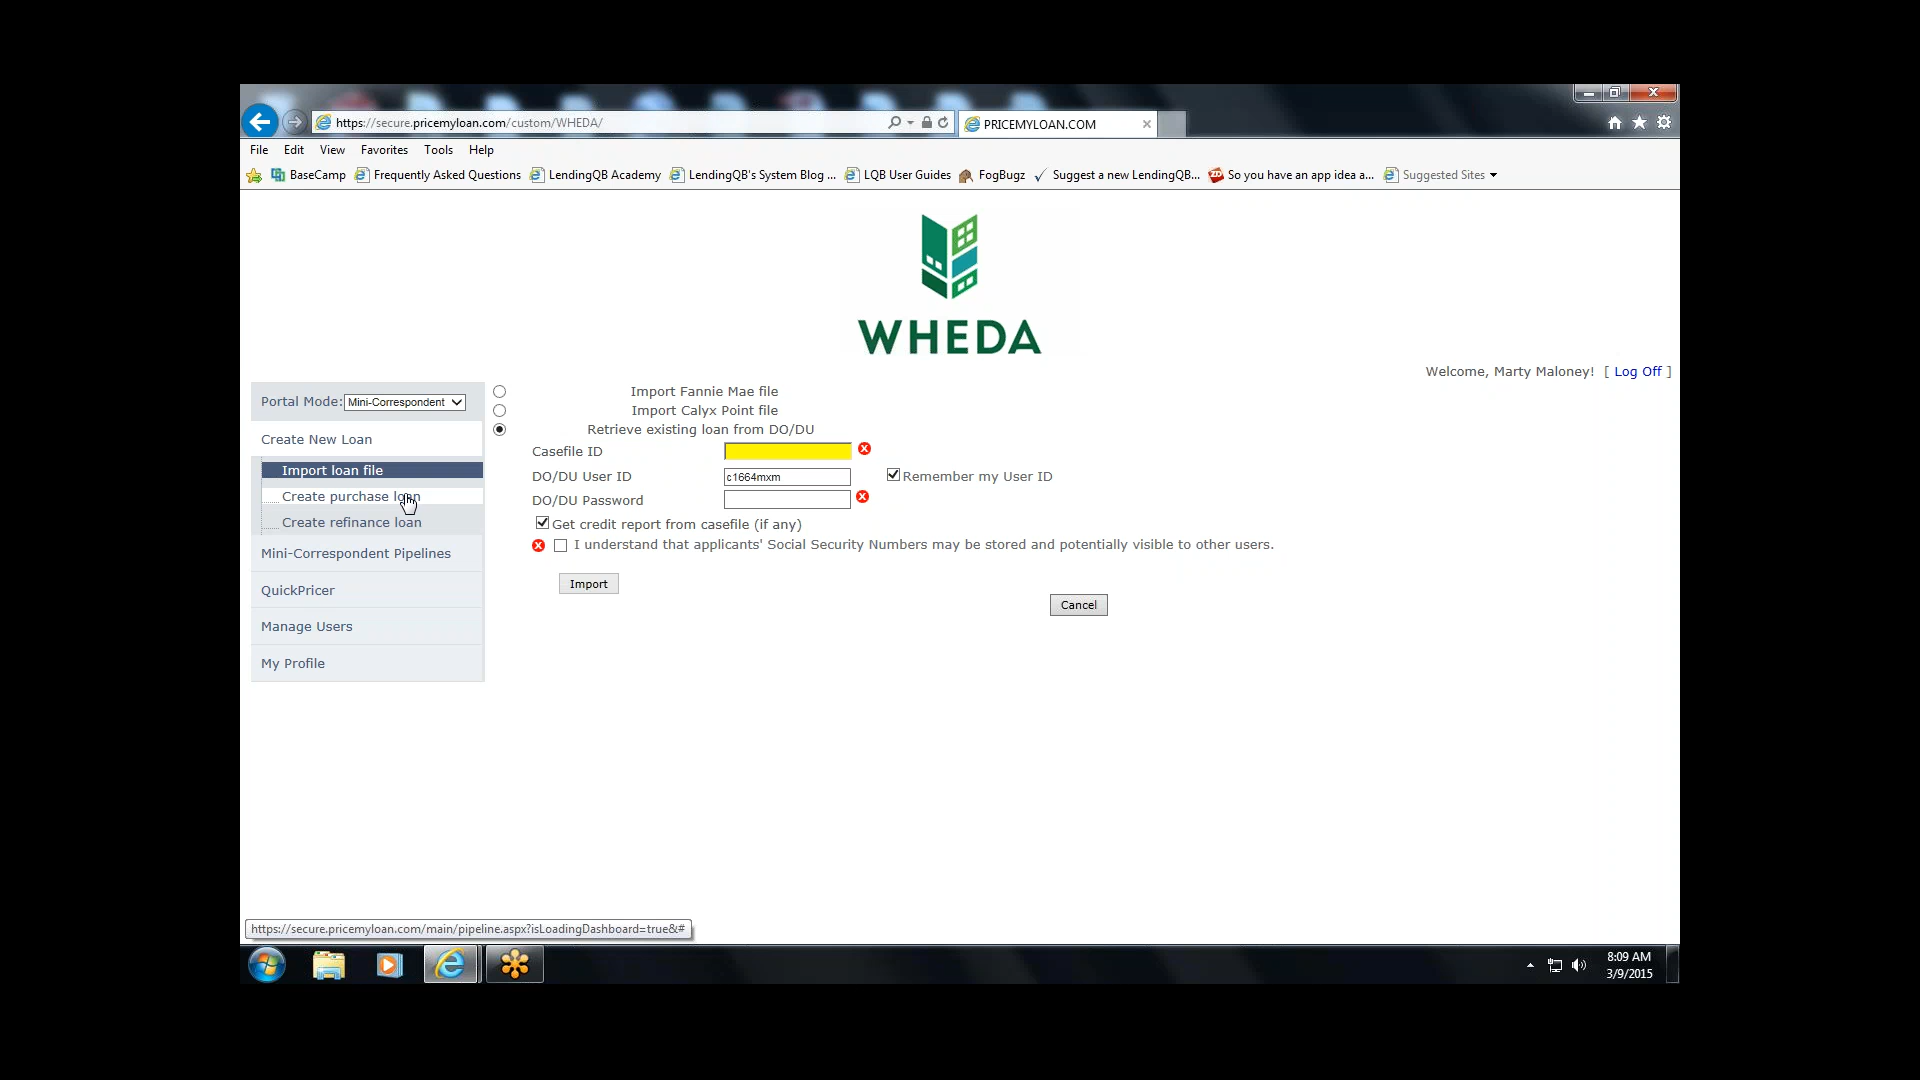 https://secure.pricemyloan.com/custom/WHEDA/
PRICEMYLOAN.COM
File Edit View Favorites Tools Help
BaseCamp Frequently Asked Questions LendingQB Academy LendingQB's System Blog ... LQB User Guides FogBugz Suggest a new LendingQB... So you have an app idea a... Suggested Sites
WHEDA
Welcome, Marty Maloney! [ Log Off ]
Portal Mode: Mini-Correspondent
Create New Loan
Import loan file
Create purchase loan
Create refinance loan
Mini-Correspondent Pipelines
QuickPricer
Manage Users
My Profile
Import Fannie Mae file
Import Calyx Point file
Retrieve existing loan from DO/DU
Casefile ID
DO/DU User ID c1664mxm Remember my User ID
DO/DU Password
Get credit report from casefile (if any)
I understand that applicants' Social Security Numbers may be stored and potentially visible to other users.
Import
Cancel
https://secure.pricemyloan.com/main/pipeline.aspx?isLoadingDashboard=true&#
8:09 AM
3/9/2015